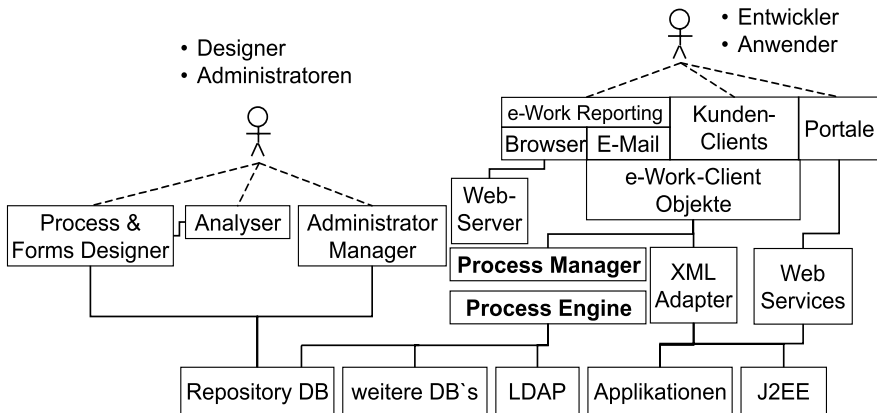 • Designer
• Administratoren
• Entwickler
• Anwender
e-Work Reporting
Browser
E-Mail
Kunden-
Clients
Portale
e-Work-Client
Objekte
Web-
Server
Process &
Forms Designer
Analyser
Administrator
Manager
Process Manager
Process Engine
XML
Adapter
Web
Services
Repository DB
weitere DB`s
LDAP
Applikationen
J2EE